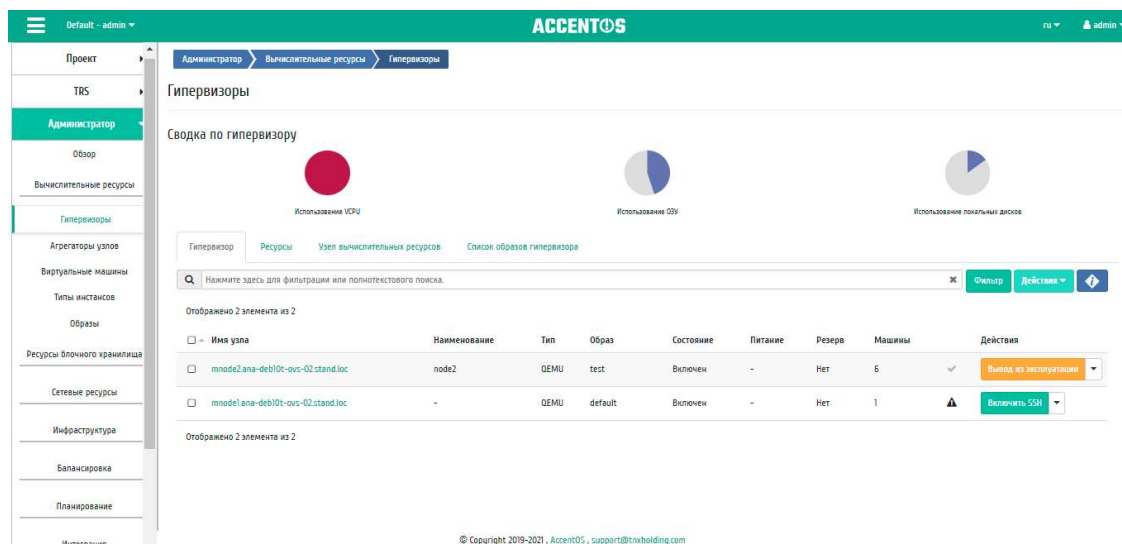 Default - admin
ACCENTOS
ru admin
Проект
TRS
Администратор
Обзор
Вычислительные ресурсы
Гипервизоры
Агрегаторы узлов
Виртуальные машины
Типы инстансов
Образы
Ресурсы блочного хранилища
Сетевые ресурсы
Инфраструктура
Балансировка
Планирование
Администратор Вычислительные ресурсы Гипервизоры
Гипервизоры
Сводка по гипервизору
Использование VCPU Использование ОЗУ Использование локальных дисков
Гипервизор Ресурсы Узел вычислительных ресурсов Список образов гипервизора
Нажмите здесь для фильтрации или полнотекстового поиска. Фильтр Действия
Отображено 2 элемента из 2
Имя узла Наименование Тип Образ Состояние Питание Резерв Машины Действия
mnode2.ana-deb10t-ovs-02.stand.loc node2 QEMU test Включен - Нет 6 Вывод из эксплуатации
mnode1.ana-deb10t-ovs-02.stand.loc - QEMU default Включен - Нет 1 Включить SSH
Отображено 2 элемента из 2
© Copyright 2019-2021 , AccentOS , support@tnxholding.com